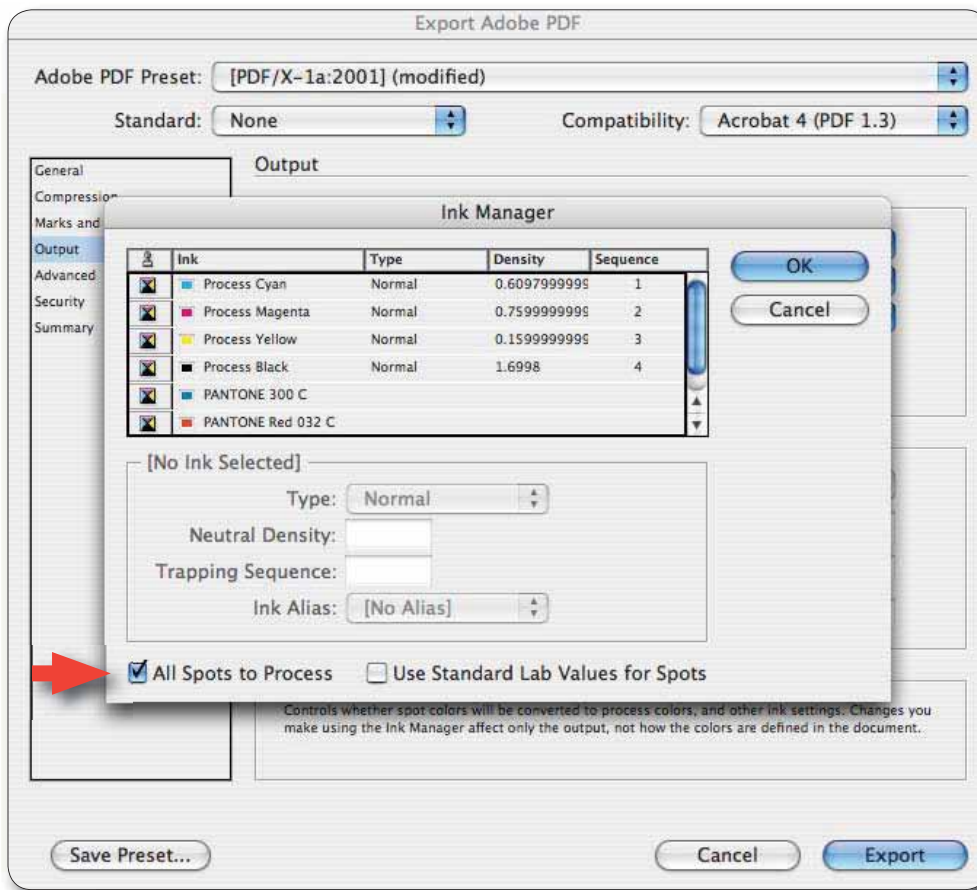 Export Adobe PDF
Adobe PDF Preset: [PDF/X-1a:2001] (modified)
Standard: None Compatibility: Acrobat 4 (PDF 1.3)
General
Compression
Marks and
Output
Advanced
Security
Summary
Output
Ink Manager
Ink Type Density Sequence
Process Cyan Normal 0.6097999999 1
Process Magenta Normal 0.7599999999 2
Process Yellow Normal 0.1599999999 3
Process Black Normal 1.6998 4
PANTONE 300 C
PANTONE Red 032 C
OK
Cancel
[No Ink Selected]
Type: Normal
Neutral Density:
Trapping Sequence:
Ink Alias: [No Alias]
All Spots to Process Use Standard Lab Values for Spots
Controls whether spot colors will be converted to process colors, and other ink settings. Changes you
make using the Ink Manager affect only the output, not how the colors are defined in the document.
Save Preset... Cancel Export